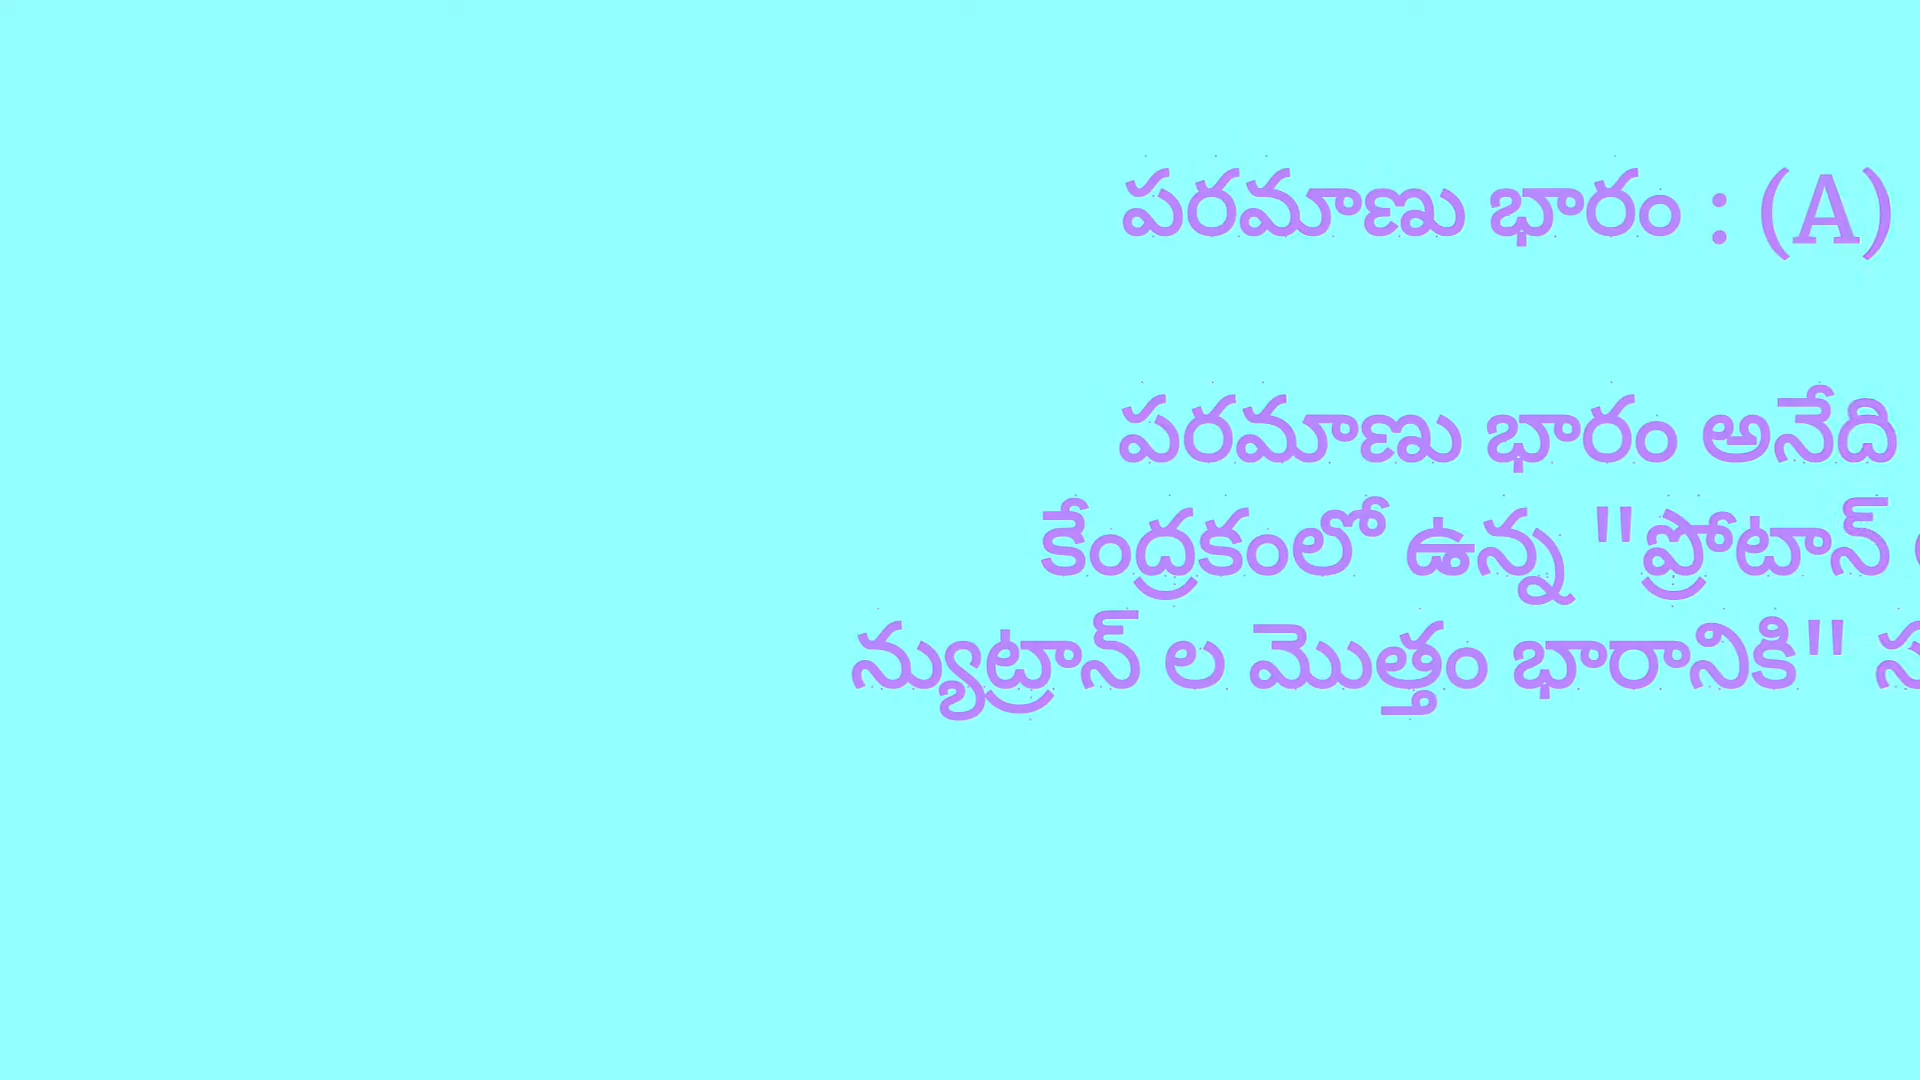 పరమాణు భారం : (A)
పరమాణు భారం అనేది
కేంద్రకంలో ఉన్న "ప్రోటాన్
న్యుట్రాన్ ల మొత్తం భారానికి"